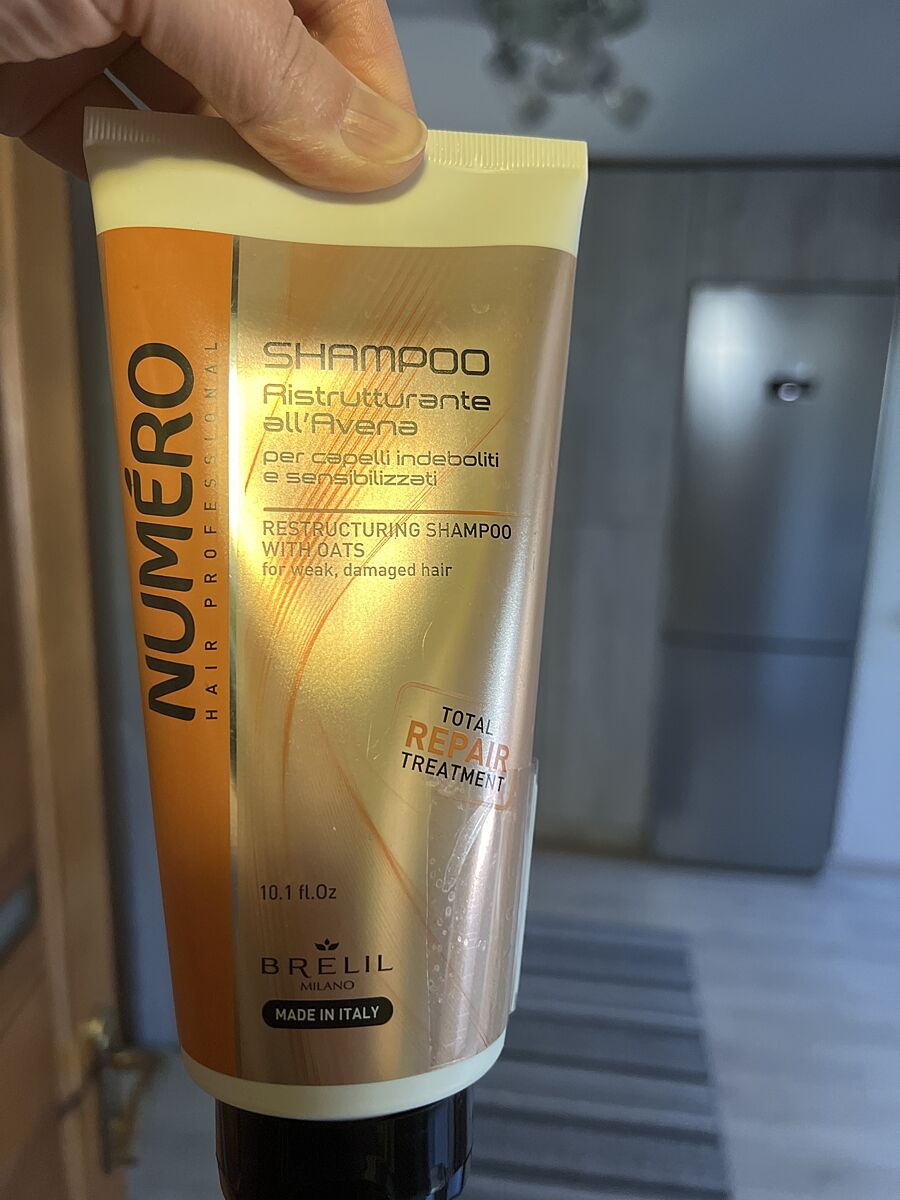 NUMÉRO
HAIR PROFESSIONAL
SHAMPOO
Ristrutturante
all'Avena
per capelli indeboliti
e sensibilizzati
RESTRUCTURING SHAMPOO
WITH OATS
for weak, damaged hair
TOTAL
REPAIR
TREATMENT
10.1 fl.Oz
BRELIL
MILANO
MADE IN ITALY